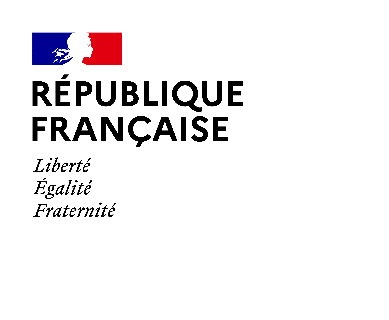 RÉPUBLIQUE
FRANÇAISE
Liberté
Égalité
Fraternité